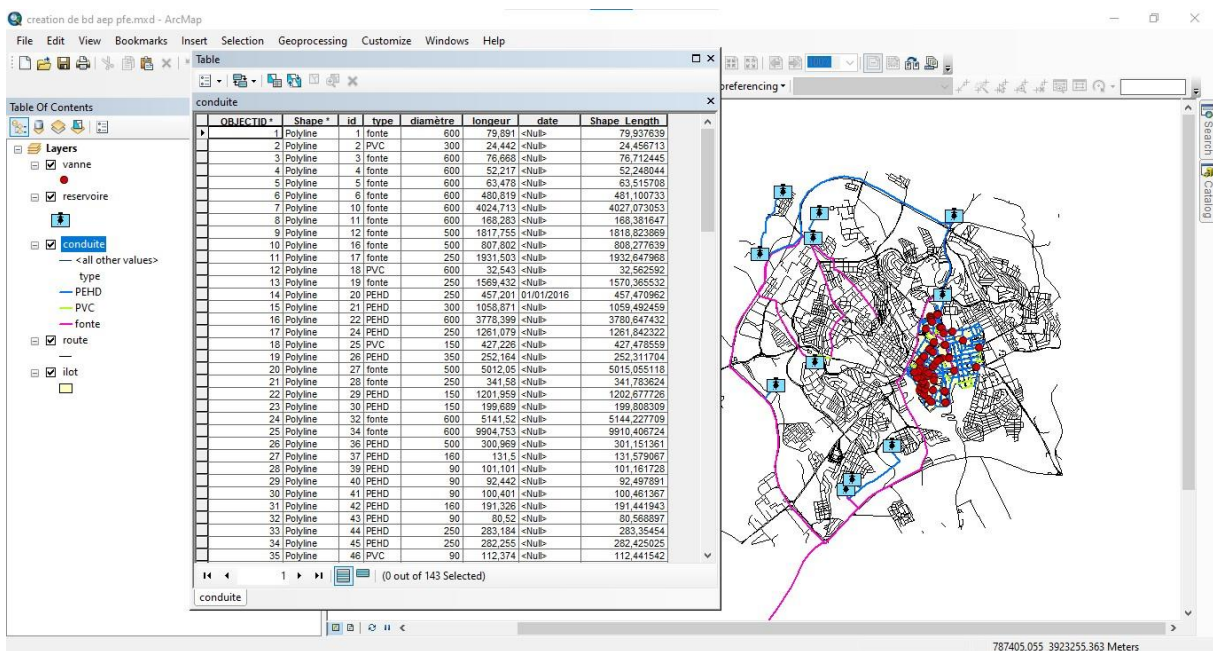 creation de bd aep pfe.mxd - ArcMap
File Edit View Bookmarks Insert Selection Geoprocessing Customize Windows Help
Table
conduite
OBJECTID * Shape * id type diamètre longeur date Shape_Length
1 Polyline 1 fonte 600 79,891 <Null> 79,937639
2 Polyline 2 PVC 300 24,442 <Null> 24,456713
3 Polyline 3 fonte 600 76,668 <Null> 76,712445
4 Polyline 4 fonte 600 52,217 <Null> 52,248044
5 Polyline 5 fonte 600 63,478 <Null> 63,515708
6 Polyline 6 fonte 600 480,819 <Null> 481,100733
7 Polyline 10 fonte 600 4024,713 <Null> 4027,073053
8 Polyline 11 fonte 600 168,283 <Null> 168,381647
9 Polyline 12 fonte 500 1817,755 <Null> 1818,823869
10 Polyline 16 fonte 500 807,802 <Null> 808,277639
11 Polyline 17 fonte 250 1931,503 <Null> 1932,647968
12 Polyline 18 PVC 600 32,543 <Null> 32,562592
13 Polyline 19 fonte 250 1569,432 <Null> 1570,365532
14 Polyline 20 PEHD 250 457,201 01/01/2016 457,470962
15 Polyline 21 PEHD 300 1058,871 <Null> 1059,492459
16 Polyline 22 PEHD 600 3778,399 <Null> 3780,647432
17 Polyline 24 PEHD 250 1261,079 <Null> 1261,842322
18 Polyline 25 PVC 150 427,226 <Null> 427,478559
19 Polyline 26 PEHD 350 252,164 <Null> 252,311704
20 Polyline 27 fonte 500 5012,05 <Null> 5015,055118
21 Polyline 28 fonte 250 341,58 <Null> 341,783624
22 Polyline 29 PEHD 150 1201,959 <Null> 1202,677726
23 Polyline 30 PEHD 150 199,689 <Null> 199,808309
24 Polyline 32 fonte 600 5141,52 <Null> 5144,227709
25 Polyline 34 fonte 600 9904,753 <Null> 9910,406724
26 Polyline 36 PEHD 500 300,969 <Null> 301,151361
27 Polyline 37 PEHD 160 131,5 <Null> 131,579067
28 Polyline 39 PEHD 90 101,101 <Null> 101,161728
29 Polyline 40 PEHD 90 92,442 <Null> 92,497891
30 Polyline 41 PEHD 90 100,401 <Null> 100,461367
31 Polyline 42 PEHD 160 191,326 <Null> 191,441943
32 Polyline 43 PEHD 90 80,52 <Null> 80,568897
33 Polyline 44 PEHD 250 283,184 <Null> 283,35454
34 Polyline 45 PEHD 250 282,255 <Null> 282,425025
35 Polyline 46 PVC 90 112,374 <Null> 112,441542
1 (0 out of 143 Selected)
conduite
Table Of Contents
Layers
vanne
reservoire
conduite
<all other values>
type
PEHD
PVC
fonte
route
ilot
preferencing
Search
Catalog
787405,055 3923255,363 Meters